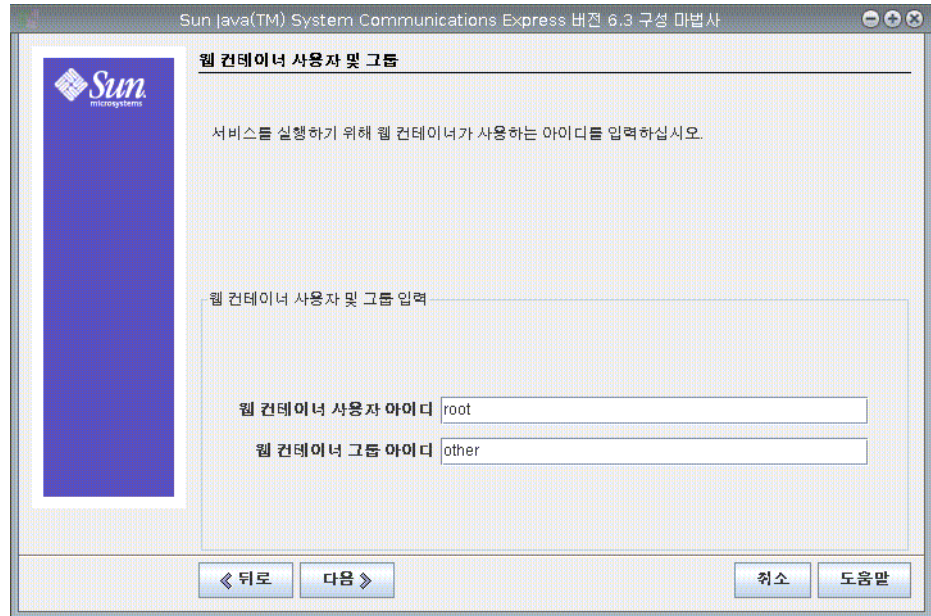 Sun Java(TM) System Communications Express 버전 6.3 구성 마법사
Sun
microsystems
웹 컨테이너 사용자 및 그룹
서비스를 실행하기 위해 웹 컨테이너가 사용하는 아이디를 입력하십시오.
웹 컨테이너 사용자 및 그룹 입력
웹 컨테이너 사용자 아이디 root
웹 컨테이너 그룹 아이디 other
뒤로 다음 취소 도움말